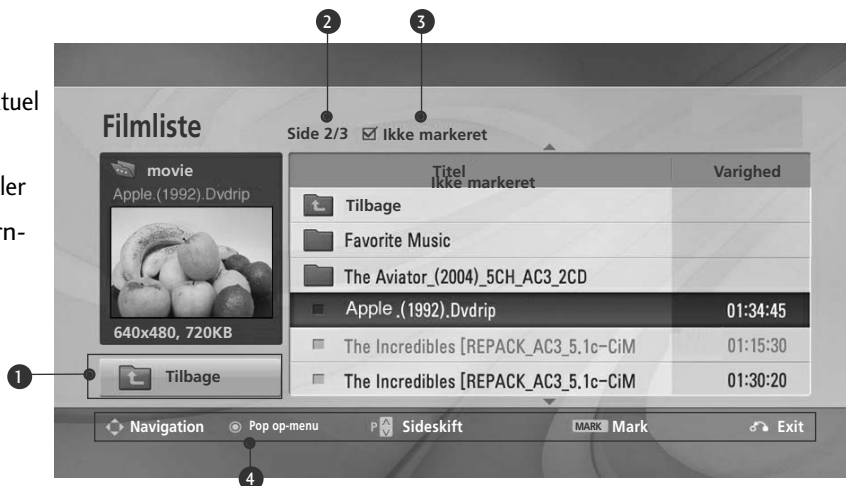 2
3
tuel
ler
rn-
Filmliste
Side 2/3 Ikke markeret
movie
Apple.(1992).Dvdrip
640x480, 720KB
Tilbage
Titel
Ikke markeret
Varighed
Tilbage
Favorite Music
The Aviator_(2004)_5CH_AC3_2CD
Apple .(1992).Dvdrip 01:34:45
The Incredibles [REPACK_AC3_5.1c-CiM 01:15:30
The Incredibles [REPACK_AC3_5.1c-CiM 01:30:20
1
Navigation Pop op-menu P Sideskift MARK Mark Exit
4